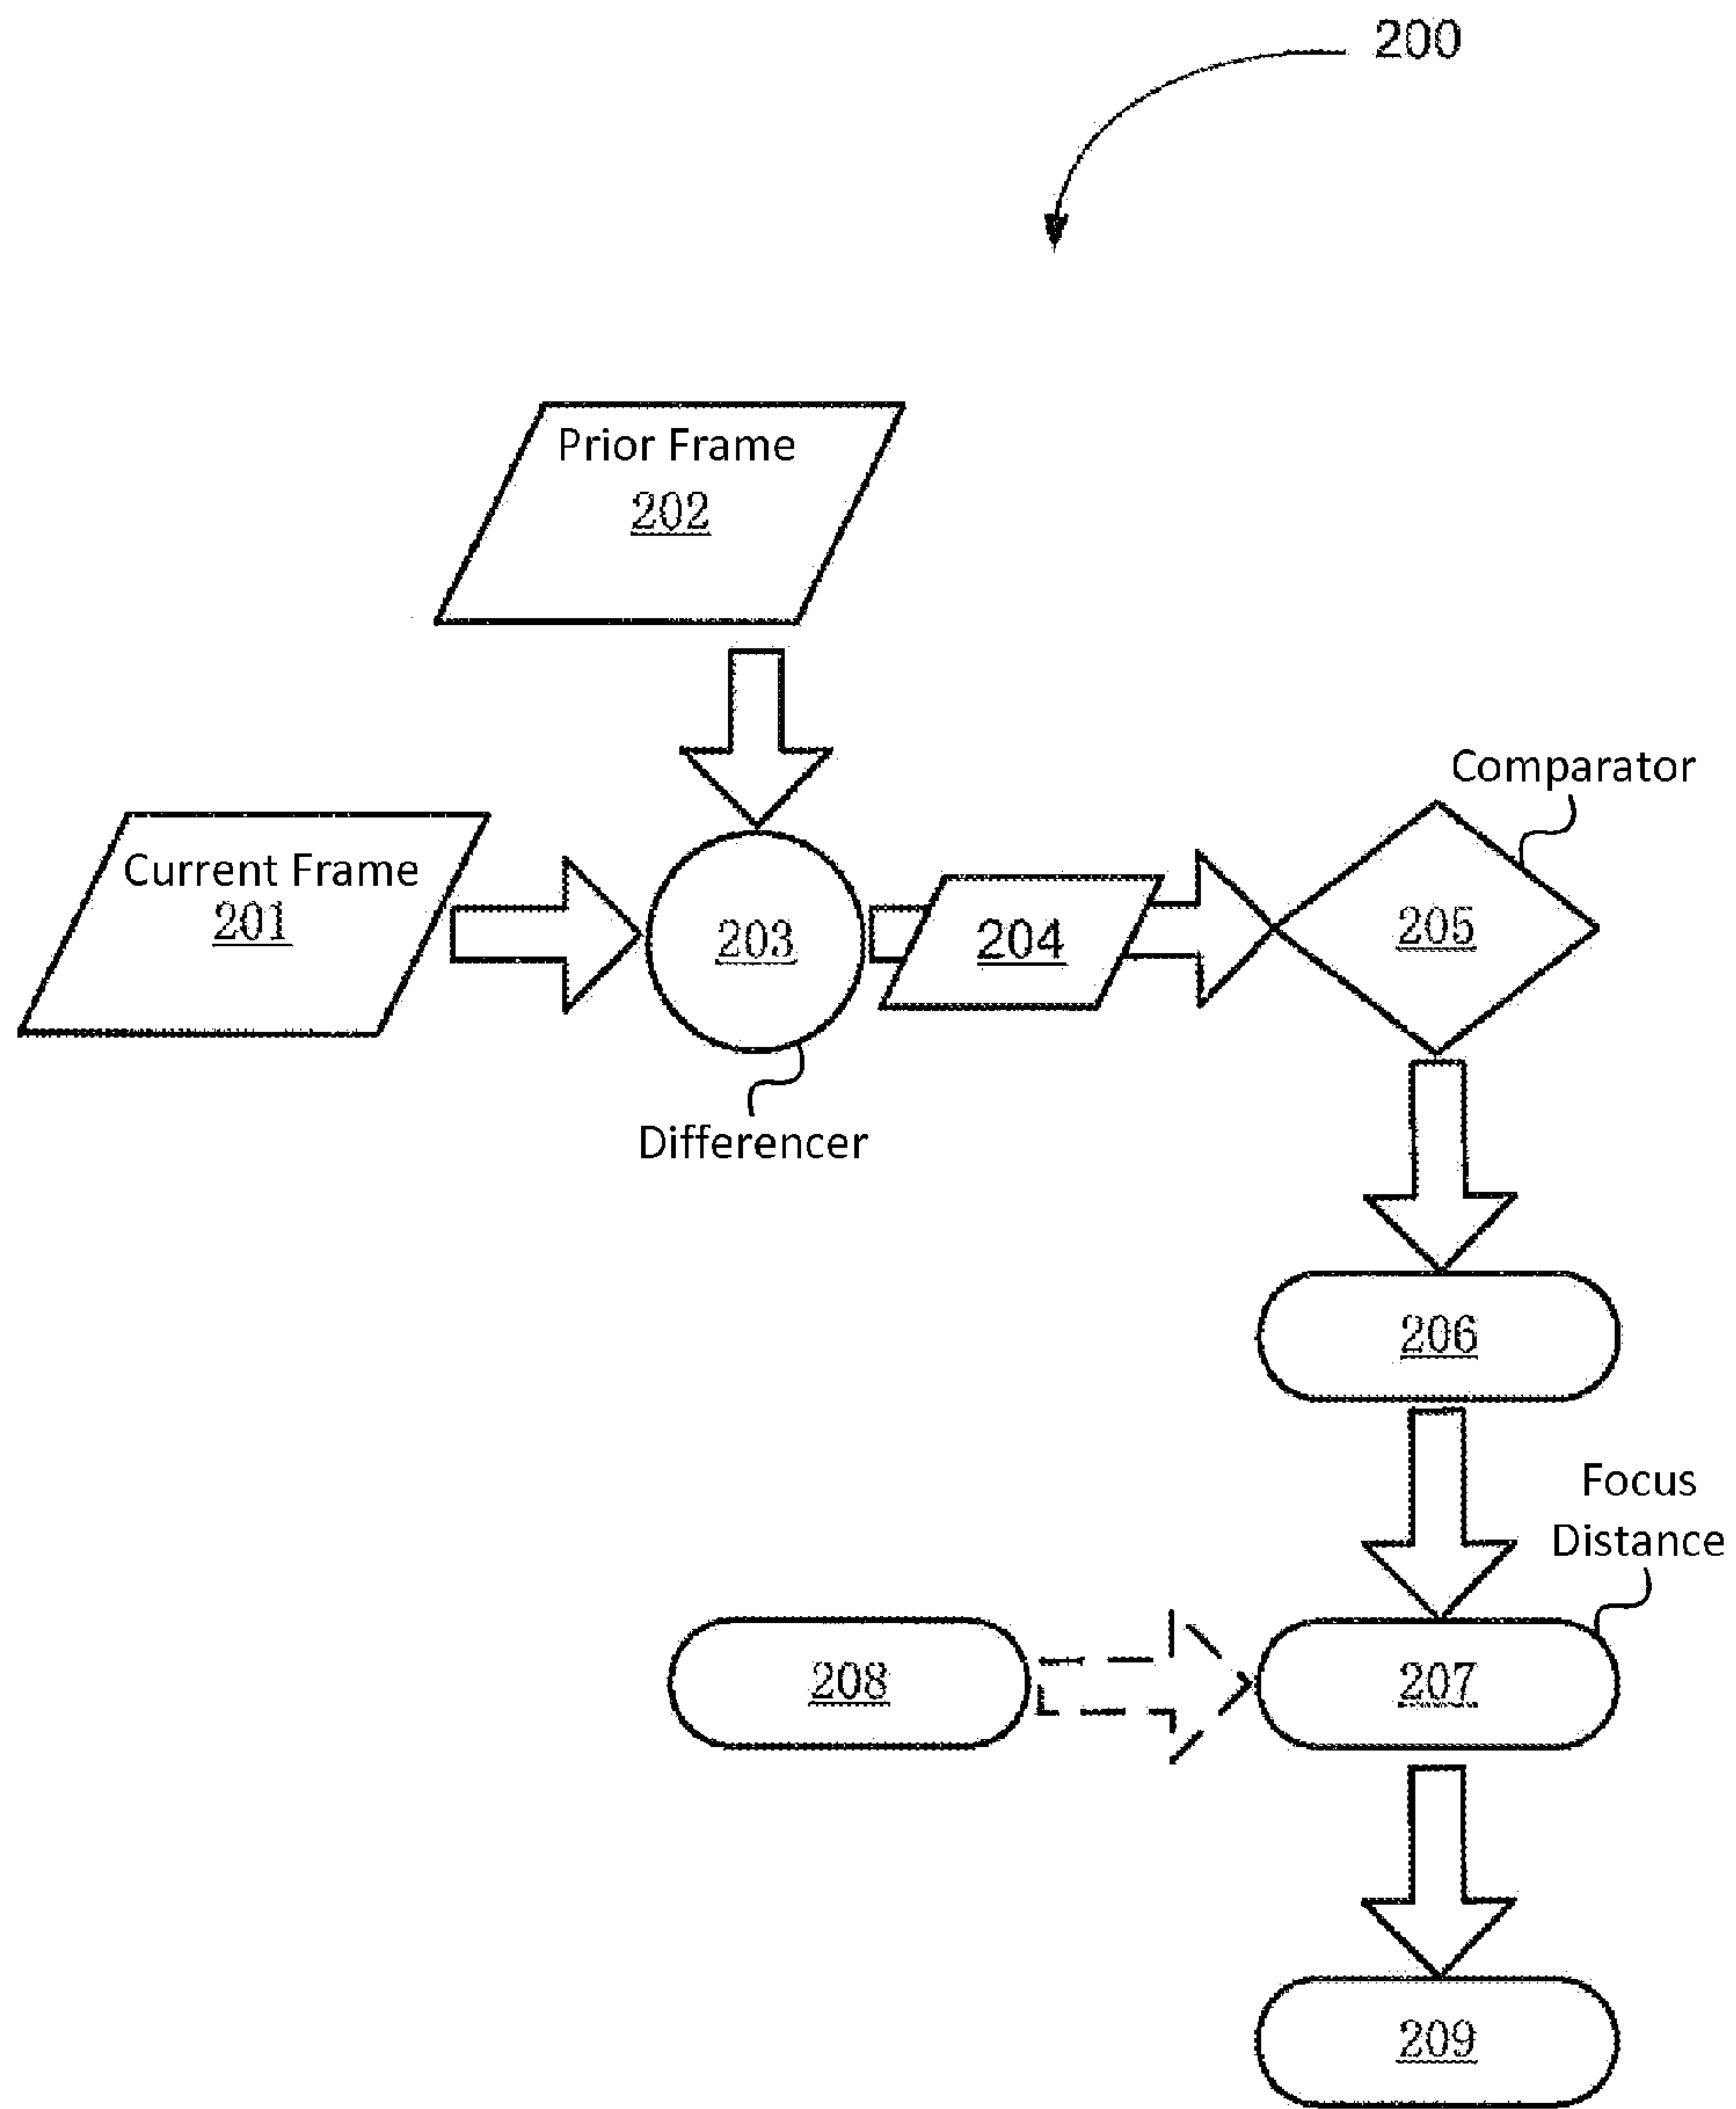 200
Prior Frame
202
Comparator
Current Frame
201
203
204
205
Differencer
206
Focus
Distance
208
207
209